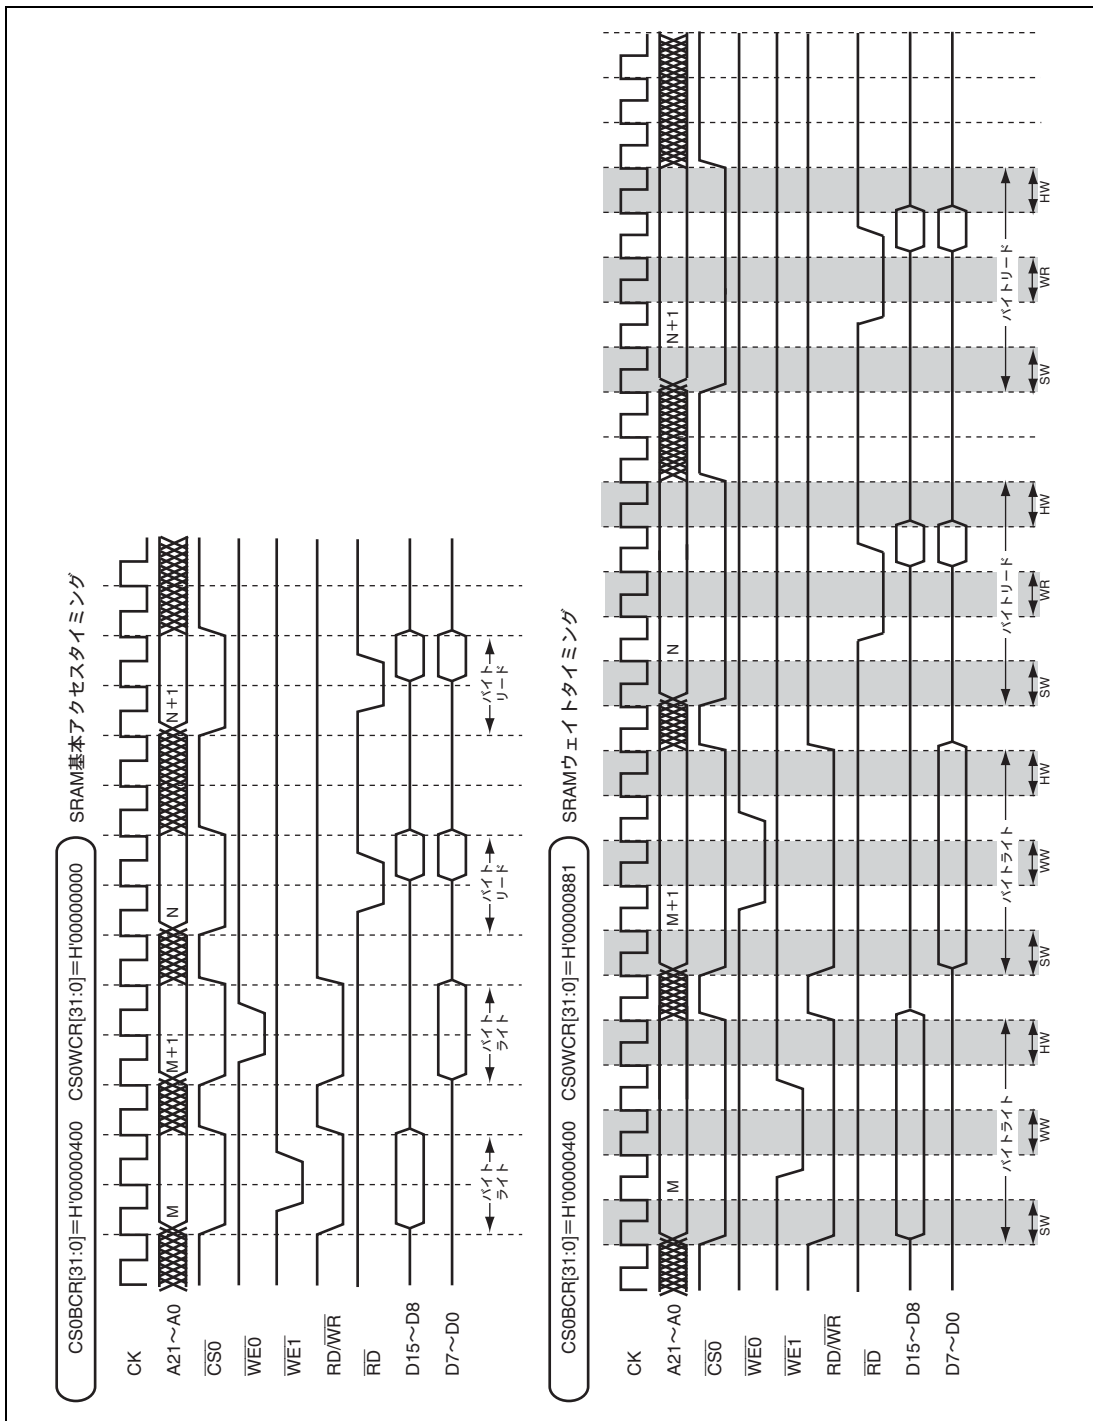 SRAM基本アクセスタイミング
CS0BCR[31:0]=H'00000400 CS0WCR[31:0]=H'00000000
CK
A21～A0 M M+1 N N+1
CS0
WE0
WE1
RD/WR
RD
D15～D8
D7～D0
バイト
ライト
バイト
ライト
バイト
リード
バイト
リード
SRAMウェイトタイミング
CS0BCR[31:0]=H'00000400 CS0WCR[31:0]=H'00000881
CK
A21～A0 M M+1 N N+1
CS0
WE0
WE1
RD/WR
RD
D15～D8
D7～D0
バイトライト バイトライト バイトリード バイトリード
SW WW HW SW WW HW SW WR HW SW WR HW